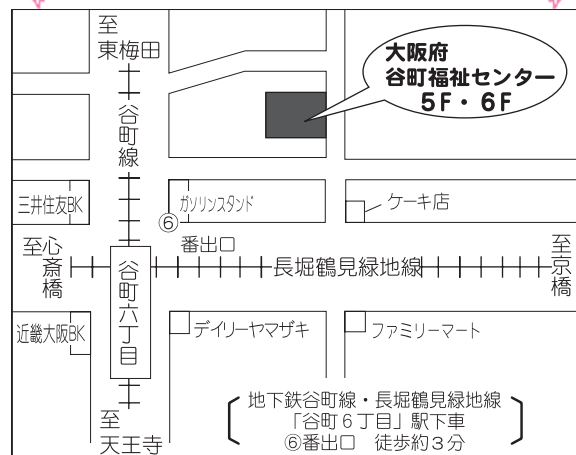 至
東梅田
大阪府
谷町福祉センター
5F・6F
谷町線
三井住友BK
ガソリンスタンド
ケーキ店
⑥
番出口
至心斎橋
谷町六丁目
長堀鶴見緑地線
至京橋
近畿大阪BK
デイリーヤマザキ
ファミリーマート
至
天王寺
地下鉄谷町線・長堀鶴見緑地線
「谷町6丁目」駅下車
⑥番出口 徒歩約3分